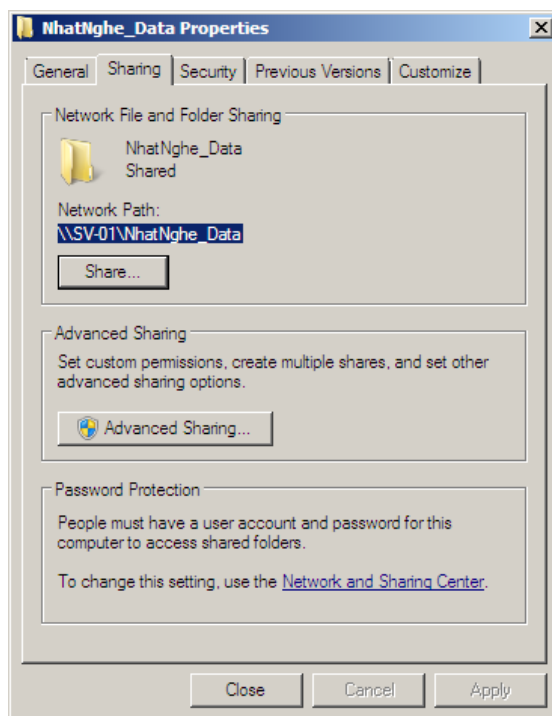 NhatNghe_Data Properties
General Sharing Security Previous Versions Customize
Network File and Folder Sharing
NhatNghe_Data
Shared
Network Path:
\\SV-01\NhatNghe_Data
Share...
Advanced Sharing
Set custom permissions, create multiple shares, and set other
advanced sharing options.
Advanced Sharing...
Password Protection
People must have a user account and password for this
computer to access shared folders.
To change this setting, use the Network and Sharing Center.
Close Cancel Apply